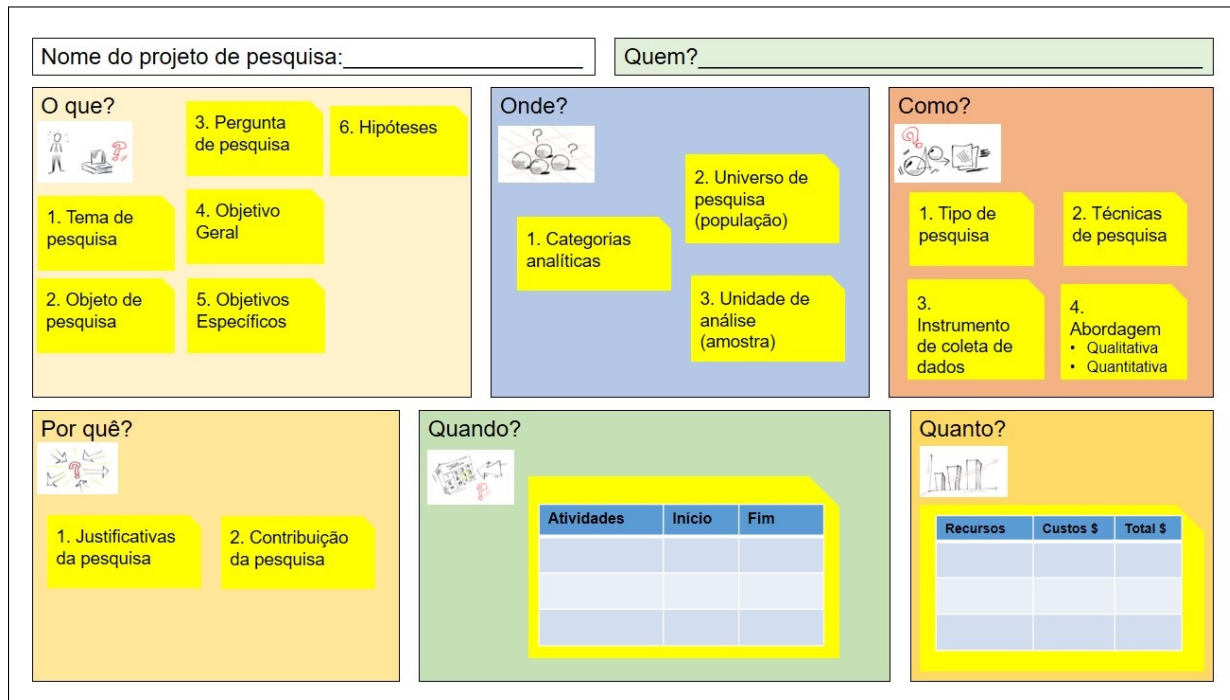 Nome do projeto de pesquisa:____________________
Quem?__________________________________________
O que?
3. Pergunta
de pesquisa
6. Hipóteses
1. Tema de
pesquisa
4. Objetivo
Geral
2. Objeto de
pesquisa
5. Objetivos
Específicos
Onde?
1. Categorias
analíticas
2. Universo de
pesquisa
(população)
3. Unidade de
análise
(amostra)
Como?
1. Tipo de
pesquisa
2. Técnicas
de pesquisa
3.
Instrumento
de coleta de
dados
4.
Abordagem
• Qualitativa
• Quantitativa
Por quê?
1. Justificativas
da pesquisa
2. Contribuição
da pesquisa
Quando?
Atividades Início Fim
Quanto?
Recursos Custos $ Total $